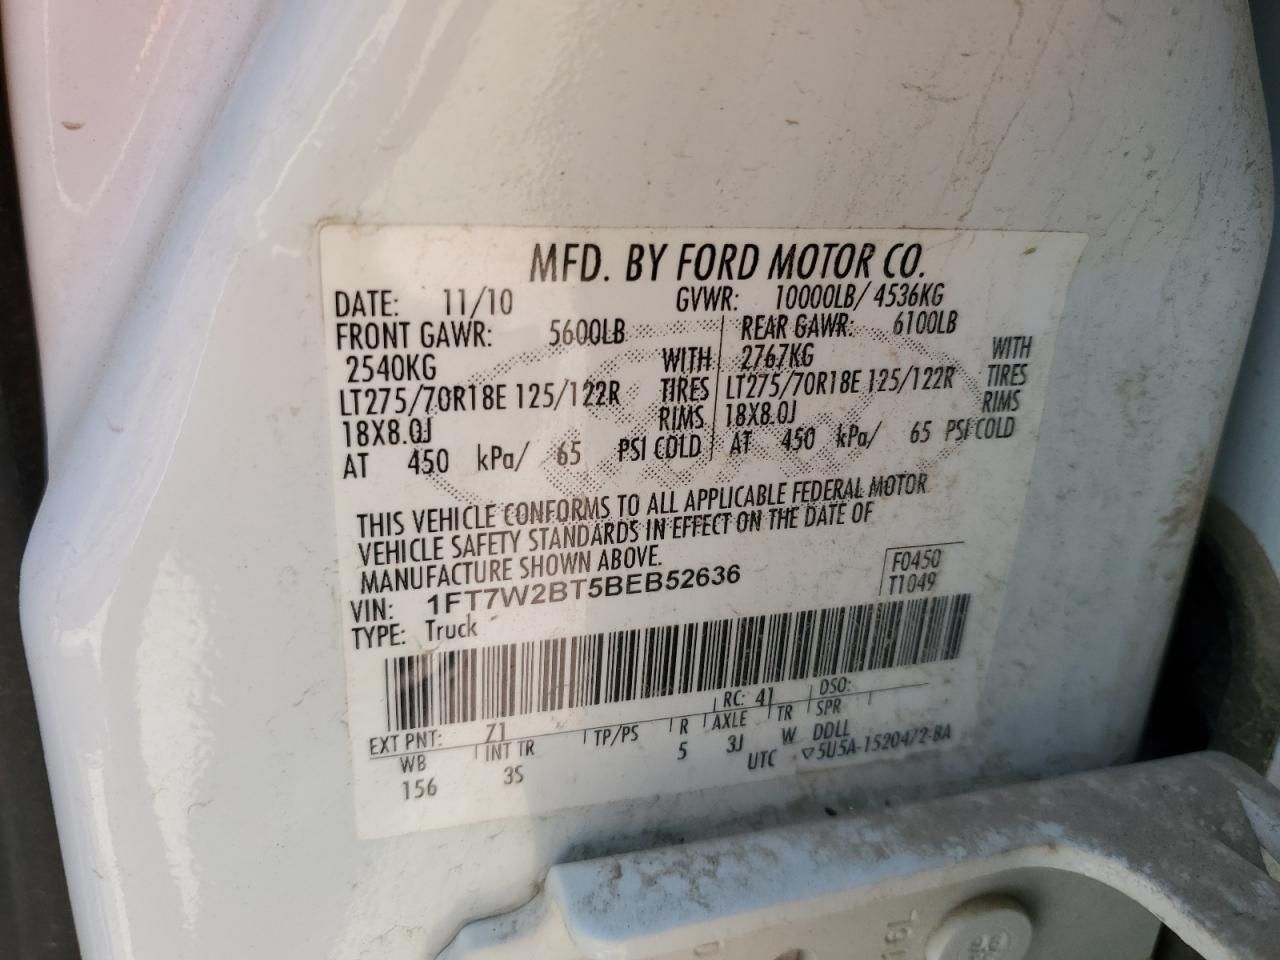 MFD. BY FORD MOTOR CO.
DATE: 11/10 GVWR: 10000LB/ 4536KG
FRONT GAWR: 5600LB REAR GAWR: 6100LB
2540KG WITH 2767KG WITH
LT275/70R18E 125/122R TIRES LT275/70R18E 125/122R TIRES
18X8.0J RIMS 18X8.0J RIMS
AT 450 kPa/ 65 PSI COLD AT 450 kPa/ 65 PSI COLD
THIS VEHICLE CONFORMS TO ALL APPLICABLE FEDERAL MOTOR
VEHICLE SAFETY STANDARDS IN EFFECT ON THE DATE OF
MANUFACTURE SHOWN ABOVE.
VIN: 1FT7W2BT5BEB52636
TYPE: Truck
F0450
T1049
EXT PNT: Z1 RC: 41 DSO:
WB INT TR TP/PS R AXLE TR SPR
156 3S 5 3J W DDLL
UTC ▽5U5A-1520472-BA
16L